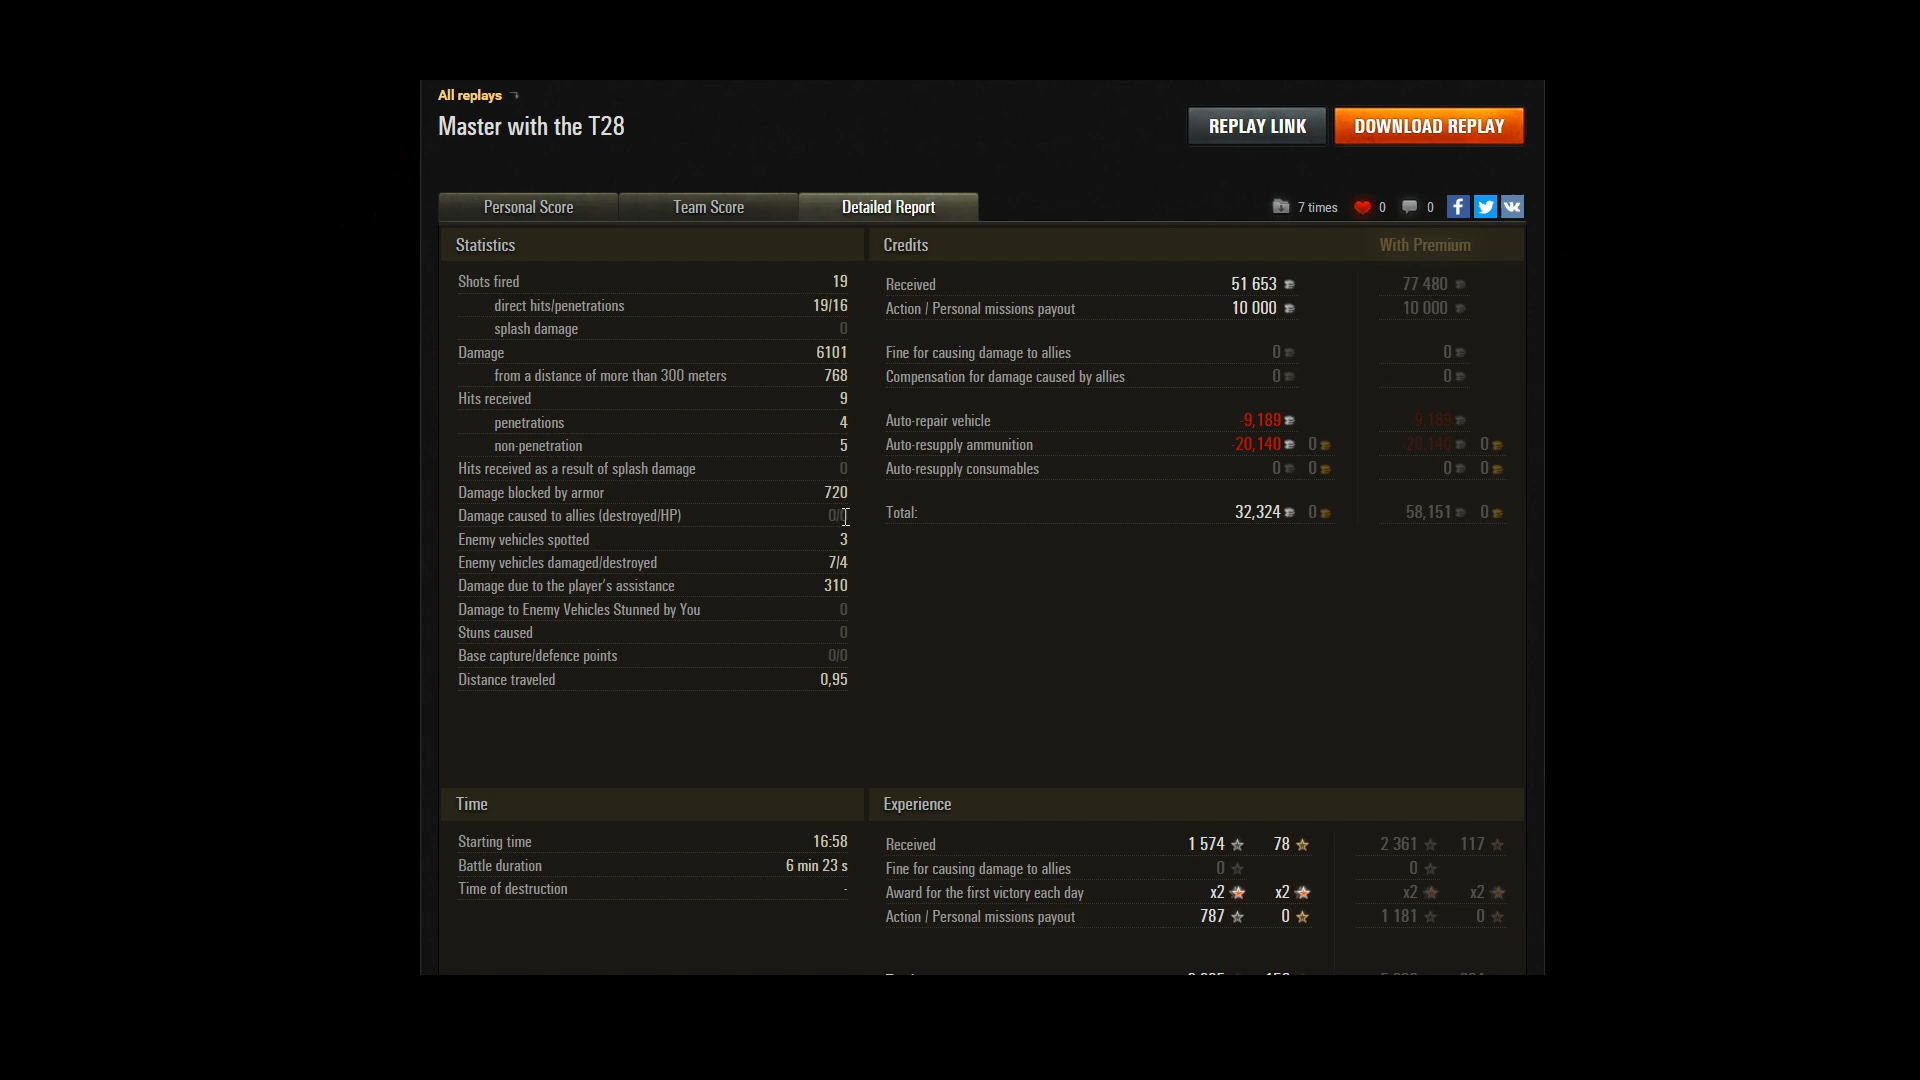 All replays
Master with the T28
REPLAY LINK
DOWNLOAD REPLAY
Personal Score
Team Score
Detailed Report
7 times
0
0
Statistics
Shots fired 19
direct hits/penetrations 19/16
splash damage 0
Damage 6101
from a distance of more than 300 meters 768
Hits received 9
penetrations 4
non-penetration 5
Hits received as a result of splash damage 0
Damage blocked by armor 720
Damage caused to allies (destroyed/HP) 0/0
Enemy vehicles spotted 3
Enemy vehicles damaged/destroyed 7/4
Damage due to the player's assistance 310
Damage to Enemy Vehicles Stunned by You 0
Stuns caused 0
Base capture/defence points 0/0
Distance traveled 0,95
Credits With Premium
Received 51 653 77 480
Action / Personal missions payout 10 000 10 000
Fine for causing damage to allies 0 0
Compensation for damage caused by allies 0 0
Auto-repair vehicle -9,189 -9,189
Auto-resupply ammunition -20,140 0 -20,140 0
Auto-resupply consumables 0 0 0 0
Total: 32,324 0 58,151 0
Time
Starting time 16:58
Battle duration 6 min 23 s
Time of destruction -
Experience
Received 1 574 78 2 361 117
Fine for causing damage to allies 0 0
Award for the first victory each day x2 x2 x2 x2
Action / Personal missions payout 787 0 1 181 0